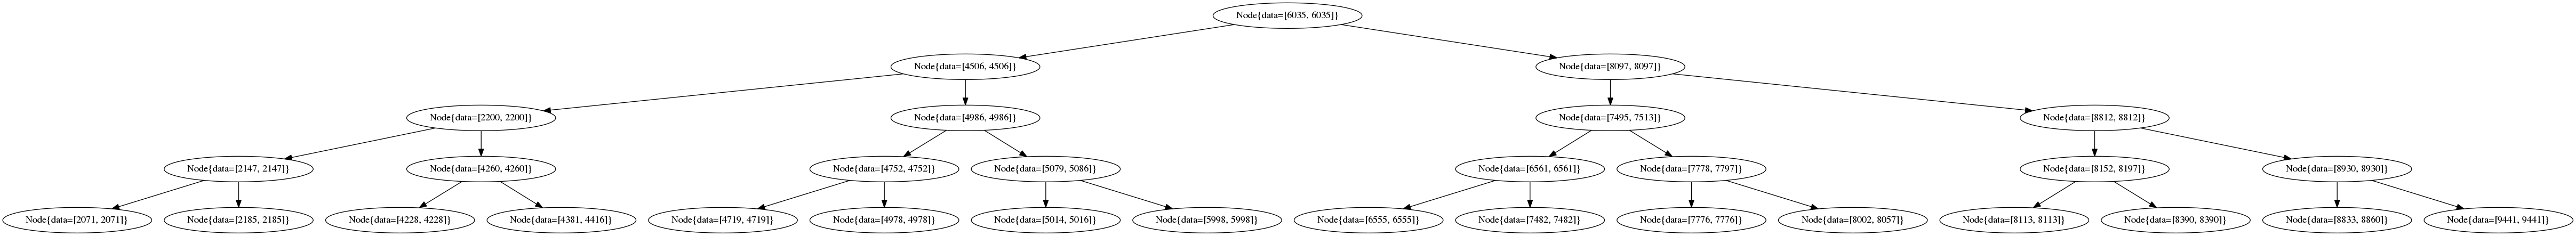 Node{data=[6035, 6035]}
Node{data=[4506, 4506]}
Node{data=[8097, 8097]}
Node{data=[2200, 2200]}
Node{data=[4986, 4986]}
Node{data=[7495, 7513]}
Node{data=[8812, 8812]}
Node{data=[2147, 2147]}
Node{data=[4260, 4260]}
Node{data=[4752, 4752]}
Node{data=[5079, 5086]}
Node{data=[6561, 6561]}
Node{data=[7778, 7797]}
Node{data=[8152, 8197]}
Node{data=[8930, 8930]}
Node{data=[2071, 2071]}
Node{data=[2185, 2185]}
Node{data=[4228, 4228]}
Node{data=[4381, 4416]}
Node{data=[4719, 4719]}
Node{data=[4978, 4978]}
Node{data=[5014, 5016]}
Node{data=[5998, 5998]}
Node{data=[6555, 6555]}
Node{data=[7482, 7482]}
Node{data=[7776, 7776]}
Node{data=[8002, 8057]}
Node{data=[8113, 8113]}
Node{data=[8390, 8390]}
Node{data=[8833, 8860]}
Node{data=[9441, 9441]}